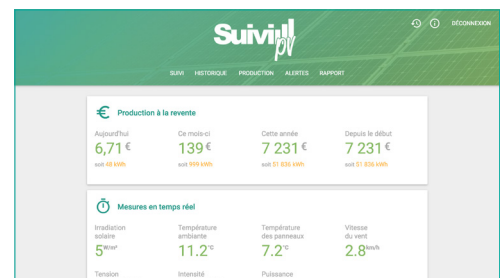 Suivi
pv
DÉCONNEXION
SUIVI HISTORIQUE PRODUCTION ALERTES RAPPORT
€ Production à la revente
Aujourd'hui Ce mois-ci Cette année Depuis le début
6,71 € 139 € 7 231 € 7 231 €
soit 48 kWh soit 998 kWh soit 51 836 kWh soit 51 836 kWh
Mesures en temps réel
Irradiation solaire Température ambiante Température des panneaux Vitesse du vent
5 W/m² 11.2 °C 7.2 °C 2.8 km/h
Tension Intensité Puissance